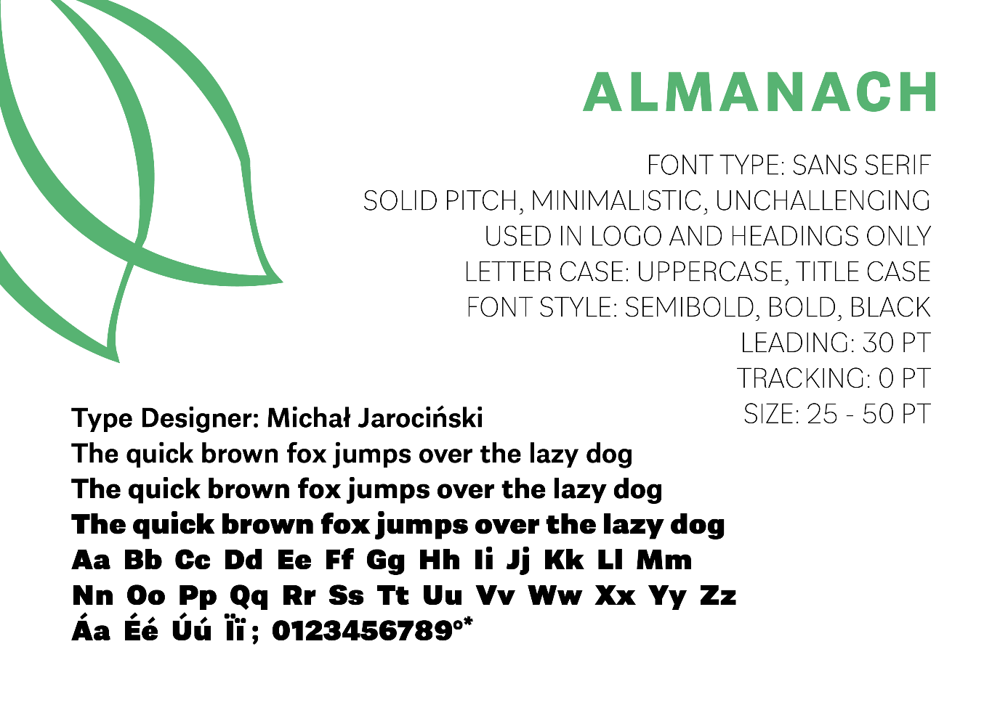 ALMANACH
FONT TYPE: SANS SERIF
SOLID PITCH, MINIMALISTIC, UNCHALLENGING
USED IN LOGO AND HEADINGS ONLY
LETTER CASE: UPPERCASE, TITLE CASE
FONT STYLE: SEMIBOLD, BOLD, BLACK
LEADING: 30 PT
TRACKING: 0 PT
SIZE: 25 - 50 PT
Type Designer: Michał Jarociński
The quick brown fox jumps over the lazy dog
The quick brown fox jumps over the lazy dog
The quick brown fox jumps over the lazy dog
Aa Bb Cc Dd Ee Ff Gg Hh Ii Jj Kk Ll Mm
Nn Oo Pp Qq Rr Ss Tt Uu Vv Ww Xx Yy Zz
Áa Éé Úú Ïï ; 0123456789º*